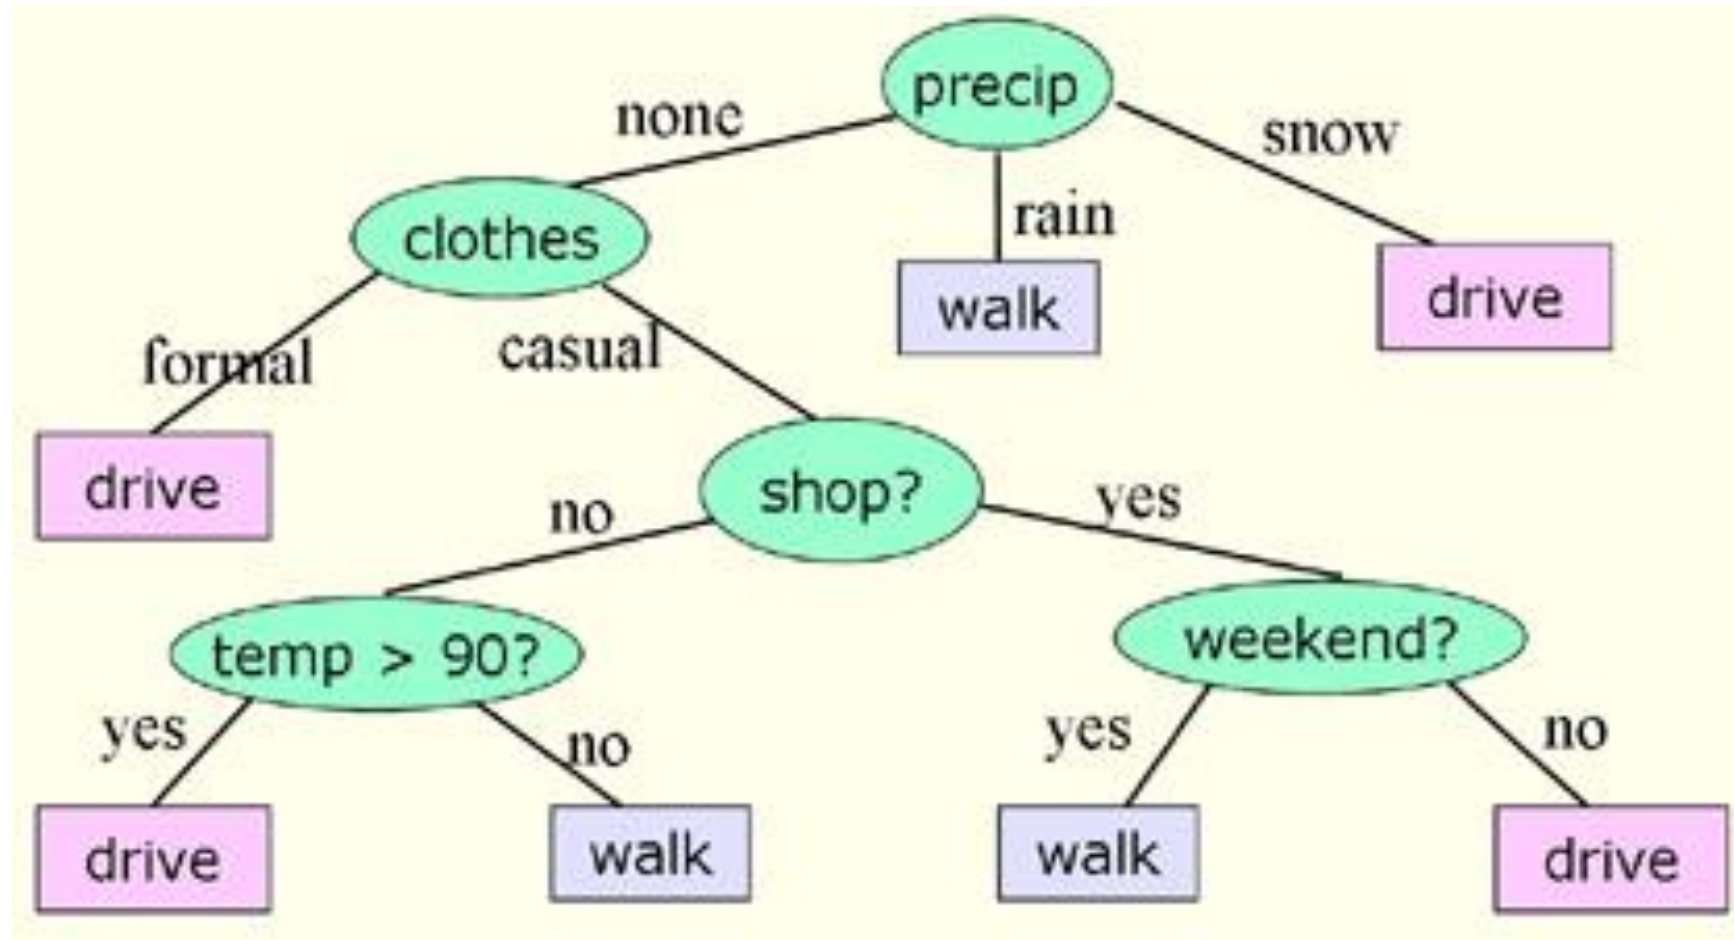 precip
none
snow
clothes
rain
walk
drive
formal
casual
drive
shop?
no
yes
temp > 90?
weekend?
yes
no
yes
no
drive
walk
walk
drive